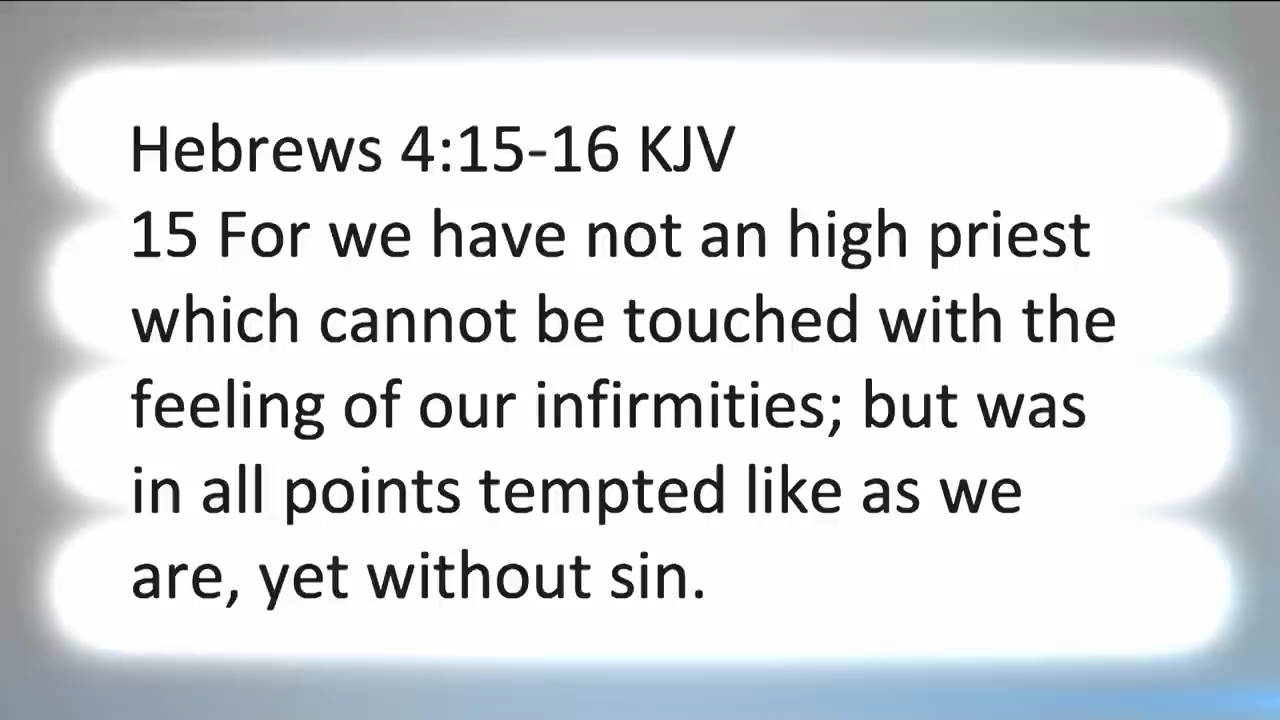 Hebrews 4:15-16 KJV
15 For we have not an high priest
which cannot be touched with the
feeling of our infirmities; but was
in all points tempted like as we
are, yet without sin.